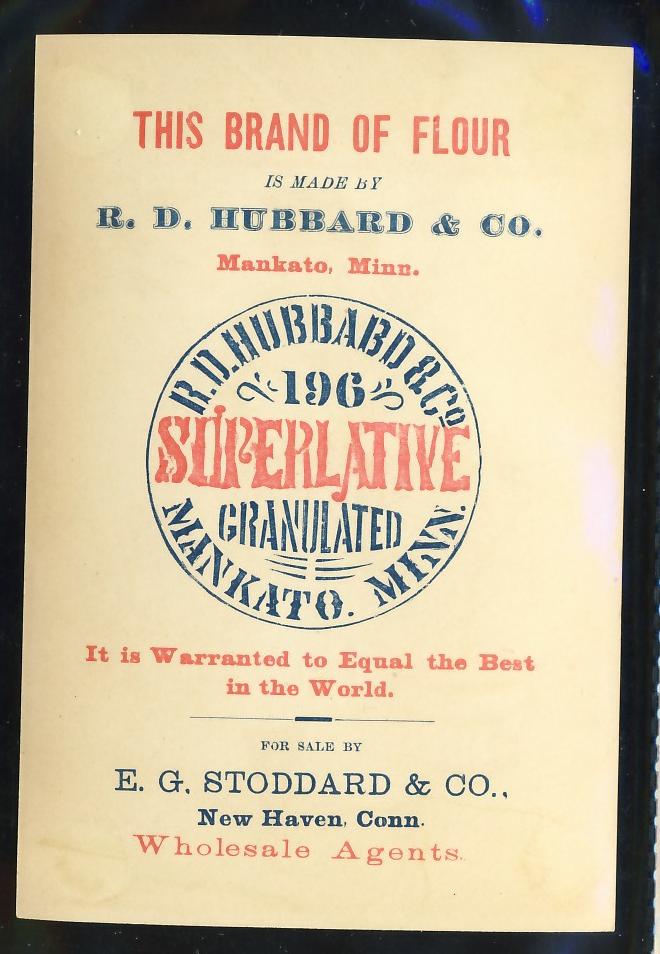 THIS BRAND OF FLOUR
IS MADE BY
R. D. HUBBARD & CO.
Mankato, Minn.
R.D. HUBBARD & Co
196
SUPERLATIVE
GRANULATED
MANKATO. MINN.
It is Warranted to Equal the Best
in the World.
FOR SALE BY
E. G. STODDARD & CO.,
New Haven, Conn.
Wholesale Agents.